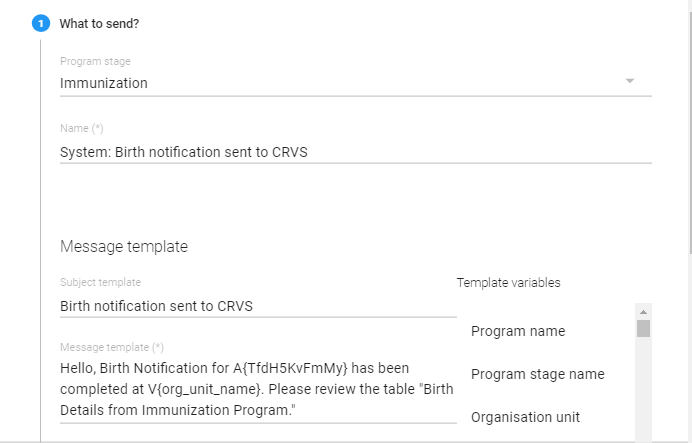 1 What to send?
Program stage
Immunization
Name (*)
System: Birth notification sent to CRVS
Message template
Subject template
Birth notification sent to CRVS
Message template (*)
Hello, Birth Notification for A{TfdH5KvFmMy} has been
completed at V{org_unit_name}. Please review the table "Birth
Details from Immunization Program."
Template variables
Program name
Program stage name
Organisation unit